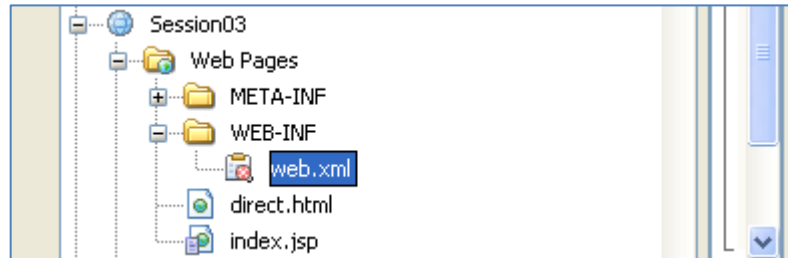 Session03
Web Pages
META-INF
WEB-INF
web.xml
direct.html
index.jsp